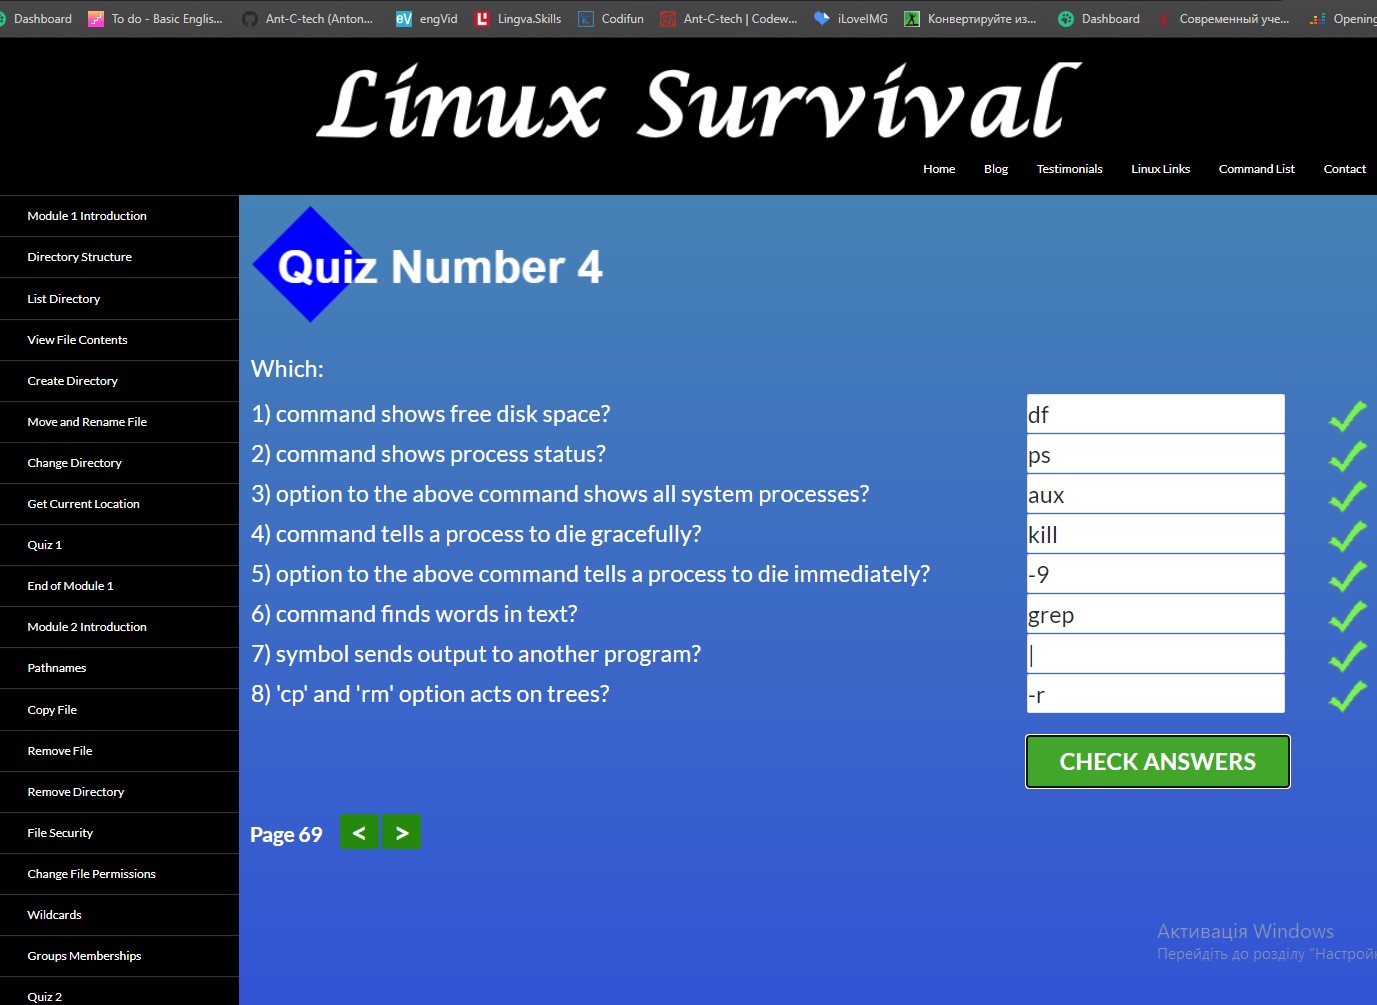 Dashboard To do - Basic Englis... Ant-C-tech (Anton... engVid Lingva.Skills Codifun Ant-C-tech | Codew... iLoveIMG Конвертируйте из... Dashboard Современный уче... Opening
Linux Survival
Home Blog Testimonials Linux Links Command List Contact
Module 1 Introduction
Directory Structure
List Directory
View File Contents
Create Directory
Move and Rename File
Change Directory
Get Current Location
Quiz 1
End of Module 1
Module 2 Introduction
Pathnames
Copy File
Remove File
Remove Directory
File Security
Change File Permissions
Wildcards
Groups Memberships
Quiz 2
Quiz Number 4
Which:
1) command shows free disk space? df
2) command shows process status? ps
3) option to the above command shows all system processes? aux
4) command tells a process to die gracefully? kill
5) option to the above command tells a process to die immediately? -9
6) command finds words in text? grep
7) symbol sends output to another program? |
8) 'cp' and 'rm' option acts on trees? -r
CHECK ANSWERS
Page 69 < >
Активація Windows
Перейдіть до розділу "Настрой